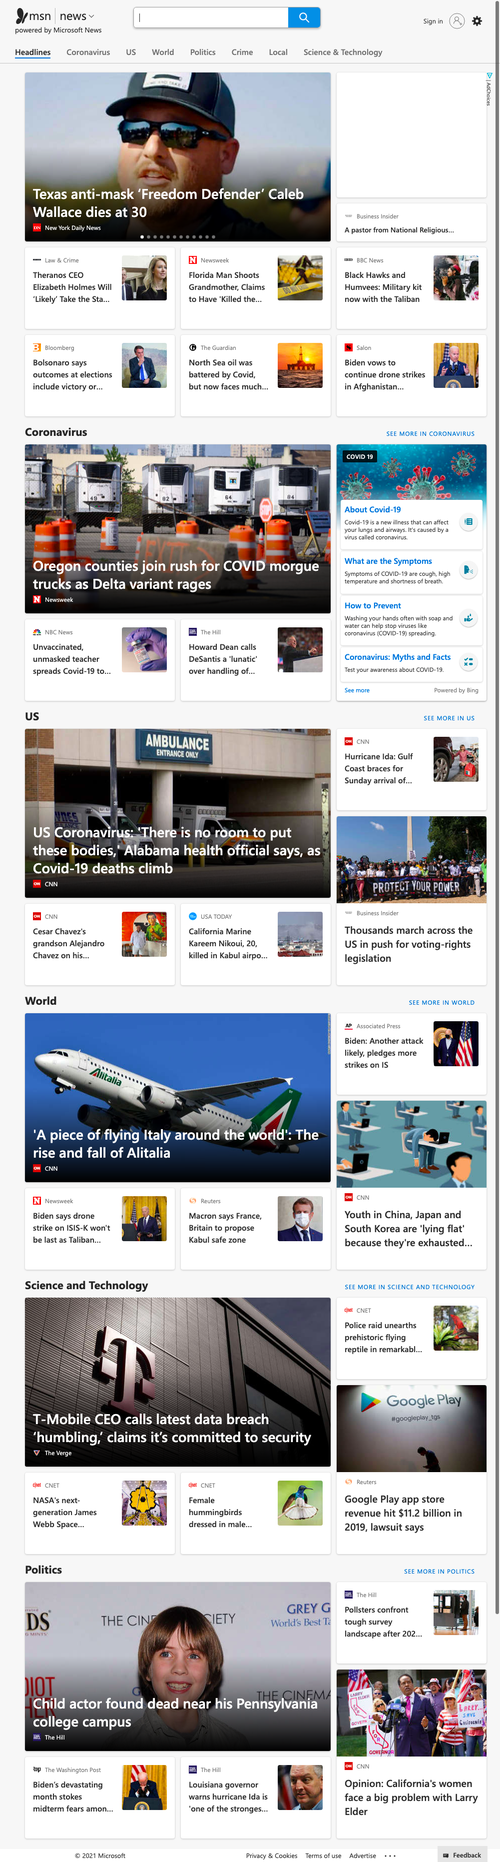 msn news
powered by Microsoft News
Sign in
Headlines Coronavirus US World Politics Crime Local Science & Technology
Texas anti-mask ‘Freedom Defender’ Caleb
Wallace dies at 30
New York Daily News
AdChoices
Business Insider
A pastor from National Religious...
Law & Crime
Theranos CEO
Elizabeth Holmes Will
'Likely' Take the Sta...
Newsweek
Florida Man Shoots
Grandmother, Claims
to Have 'Killed the...
BBC News
Black Hawks and
Humvees: Military kit
now with the Taliban
Bloomberg
Bolsonaro says
outcomes at elections
include victory or...
The Guardian
North Sea oil was
battered by Covid,
but now faces much...
Salon
Biden vows to
continue drone strikes
in Afghanistan...
Coronavirus
SEE MORE IN CORONAVIRUS
84
Oregon counties join rush for COVID morgue
trucks as Delta variant rages
Newsweek
COVID 19
About Covid-19
Covid-19 is a new illness that can affect
your lungs and airways. It's caused by a
virus called coronavirus.
What are the Symptoms
Symptoms of COVID-19 are cough, high
temperature and shortness of breath.
How to Prevent
Washing your hands often with soap and
water can help stop viruses like
coronavirus (COVID-19) spreading.
Coronavirus: Myths and Facts
Test your awareness about COVID-19.
See more
Powered by Bing
NBC News
Unvaccinated,
unmasked teacher
spreads Covid-19 to...
The Hill
Howard Dean calls
DeSantis a 'lunatic'
over handling of...
US
SEE MORE IN US
AMBULANCE
ENTRANCE ONLY
US Coronavirus: 'There is no room to put
these bodies,' Alabama health official says, as
Covid-19 deaths climb
CNN
CNN
Hurricane Ida: Gulf
Coast braces for
Sunday arrival of...
PROTECT YOUR POWER
Business Insider
Thousands march across the
US in push for voting-rights
legislation
CNN
Cesar Chavez's
grandson Alejandro
Chavez on his...
USA TODAY
California Marine
Kareem Nikoui, 20,
killed in Kabul airpo...
World
SEE MORE IN WORLD
Alitalia
'A piece of flying Italy around the world': The
rise and fall of Alitalia
CNN
Associated Press
Biden: Another attack
likely, pledges more
strikes on IS
CNN
Youth in China, Japan and
South Korea are 'lying flat'
because they're exhausted...
Newsweek
Biden says drone
strike on ISIS-K won't
be last as Taliban...
Reuters
Macron says France,
Britain to propose
Kabul safe zone
Science and Technology
SEE MORE IN SCIENCE AND TECHNOLOGY
T-Mobile CEO calls latest data breach
‘humbling,’ claims it’s committed to security
The Verge
CNET
Police raid unearths
prehistoric flying
reptile in remarkabl...
Google Play
#googleplay_tgs
Reuters
Google Play app store
revenue hit $11.2 billion in
2019, lawsuit says
CNET
NASA's next-
generation James
Webb Space...
CNET
Female
hummingbirds
dressed in male...
Politics
SEE MORE IN POLITICS
Child actor found dead near his Pennsylvania
college campus
The Hill
The Hill
Pollsters confront
tough survey
landscape after 202...
CNN
Opinion: California's women
face a big problem with Larry
Elder
The Washington Post
Biden's devastating
month stokes
midterm fears amon...
The Hill
Louisiana governor
warns hurricane Ida is
'one of the stronges...
© 2021 Microsoft
Privacy & Cookies Terms of use Advertise
Feedback